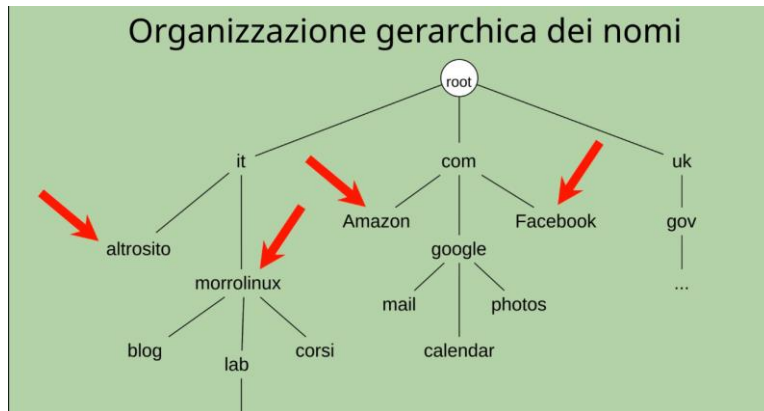 Organizzazione gerarchica dei nomi
root
it
com
uk
altrosito
Amazon
Facebook
gov
morrolinux
google
...
mail
photos
blog
lab
corsi
calendar